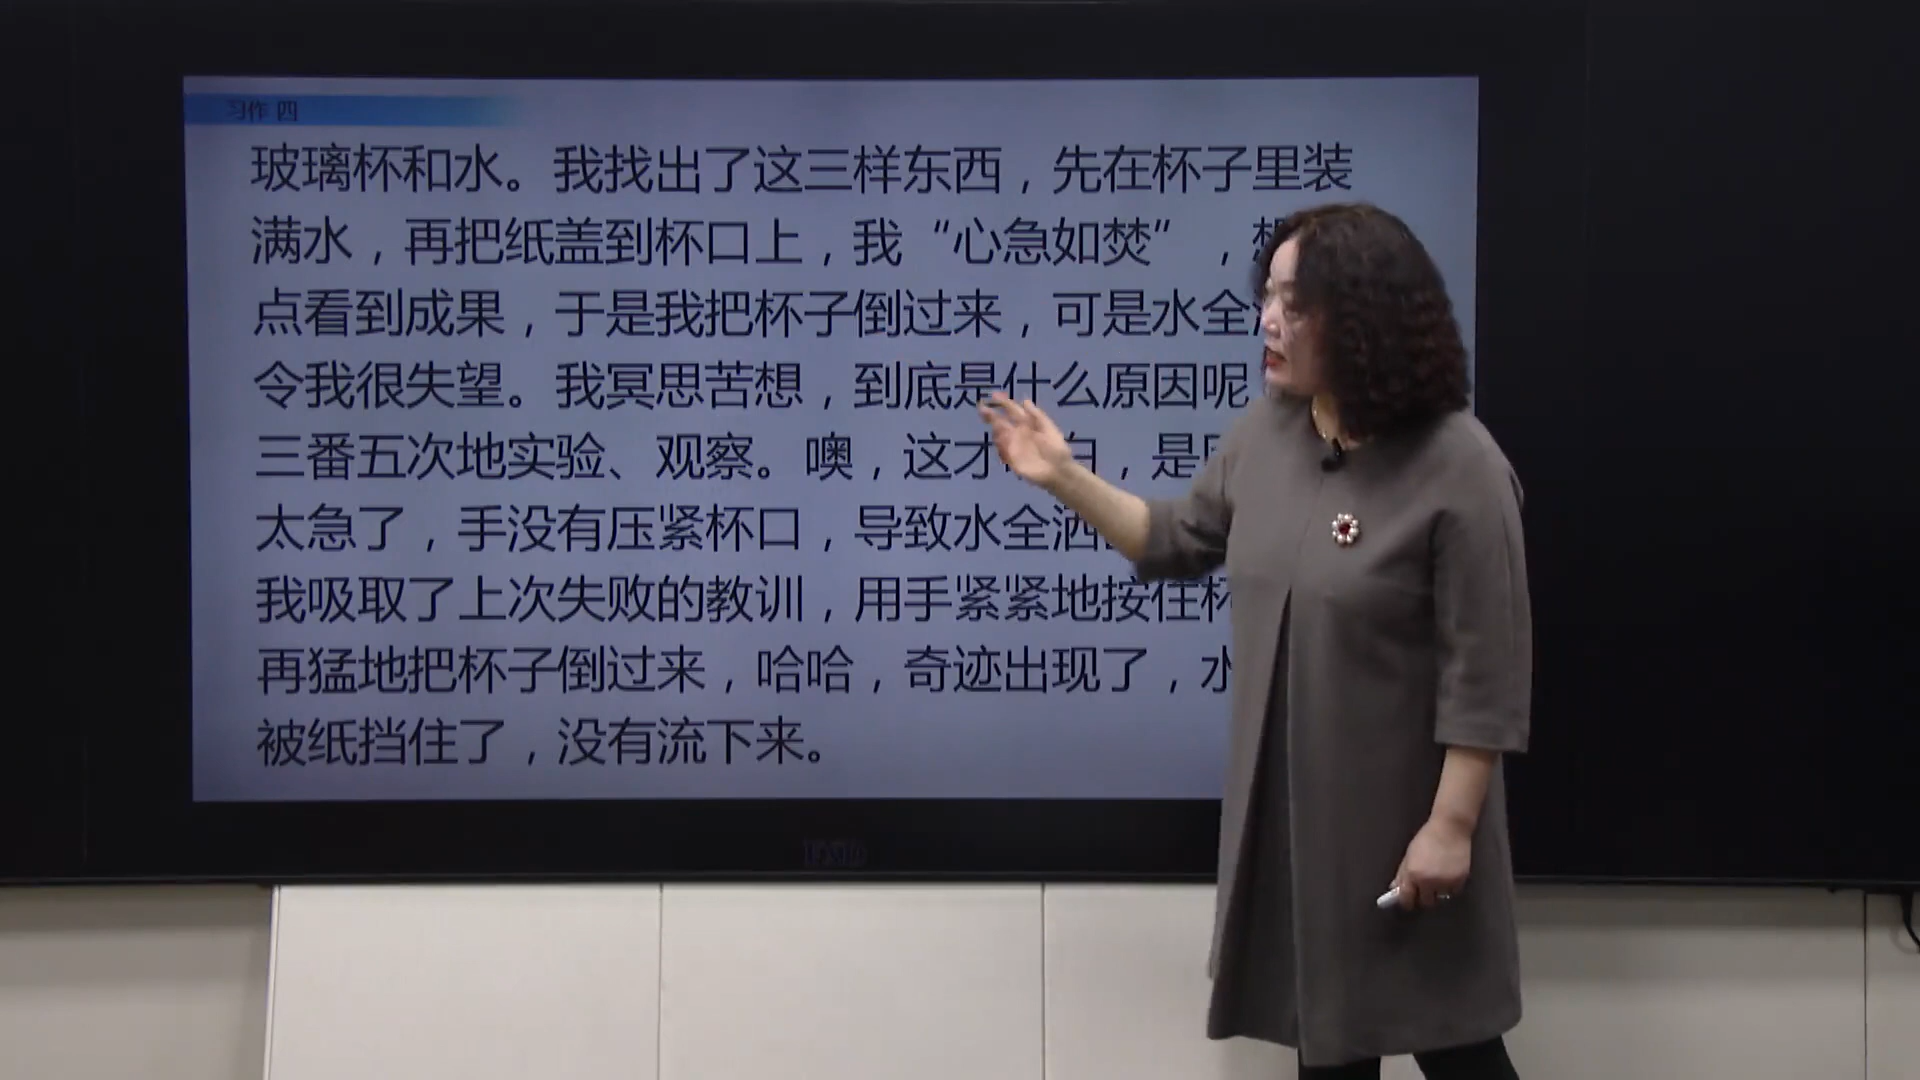 习作 四
玻璃杯和水。我找出了这三样东西，先在杯子里装
满水，再把纸盖到杯口上，我“心急如焚”，想
点看到成果，于是我把杯子倒过来，可是水全
令我很失望。我冥思苦想，到底是什么原因呢
三番五次地实验、观察。噢，这才 白，是
太急了，手没有压紧杯口，导致水全洒
我吸取了上次失败的教训，用手紧紧地按住杯
再猛地把杯子倒过来，哈哈，奇迹出现了，水
被纸挡住了，没有流下来。